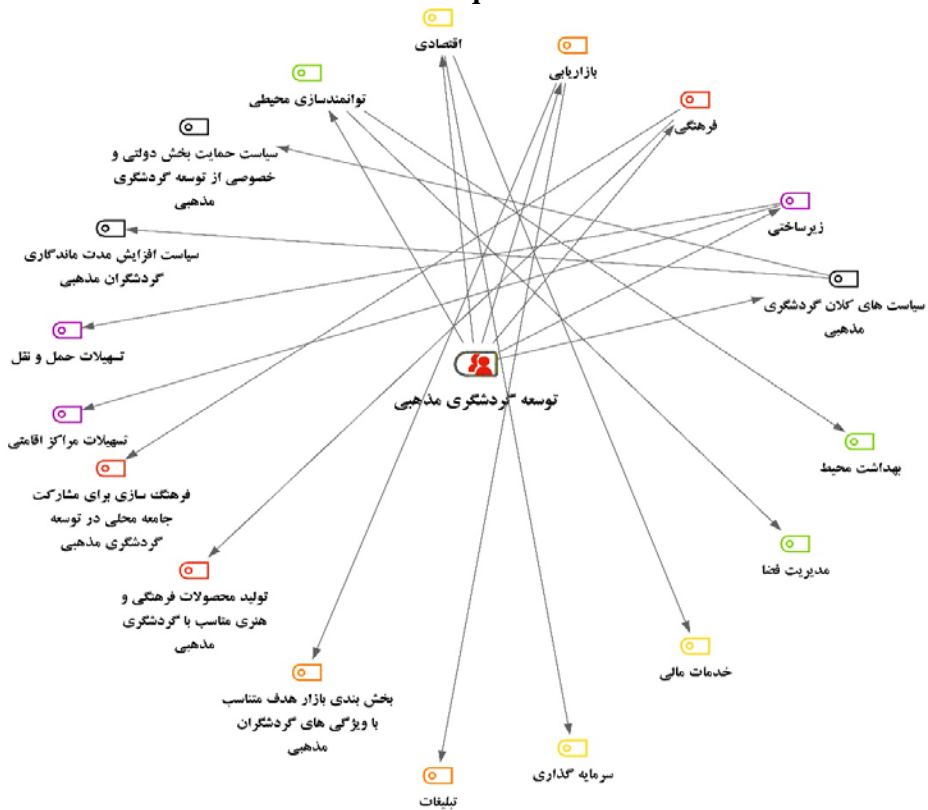 اقتصادی
بازاریابی
توانمندسازی محیطی
فرهنگی
سیاست حمایت بخش دولتی و
خصوصی از توسعه گردشگری
مذهبی
زیرساختی
سیاست افزایش مدت ماندگاری
گردشگران مذهبی
سیاست های کلان گردشگری
مذهبی
تسهیلات حمل و نقل
توسعه گردشگری مذهبی
تسهیلات مراکز اقامتی
بهداشت محیط
فرهنگ سازی برای مشارکت
جامعه محلی در توسعه
گردشگری مذهبی
مدیریت فضا
تولید محصولات فرهنگی و
هنری متاسب با گردشگری
مذهبی
خدمات مالی
بخش بندی بازار هدف متناسب
با ویژگی های گردشگران
مذهبی
سرمایه گذاری
تبلیغات